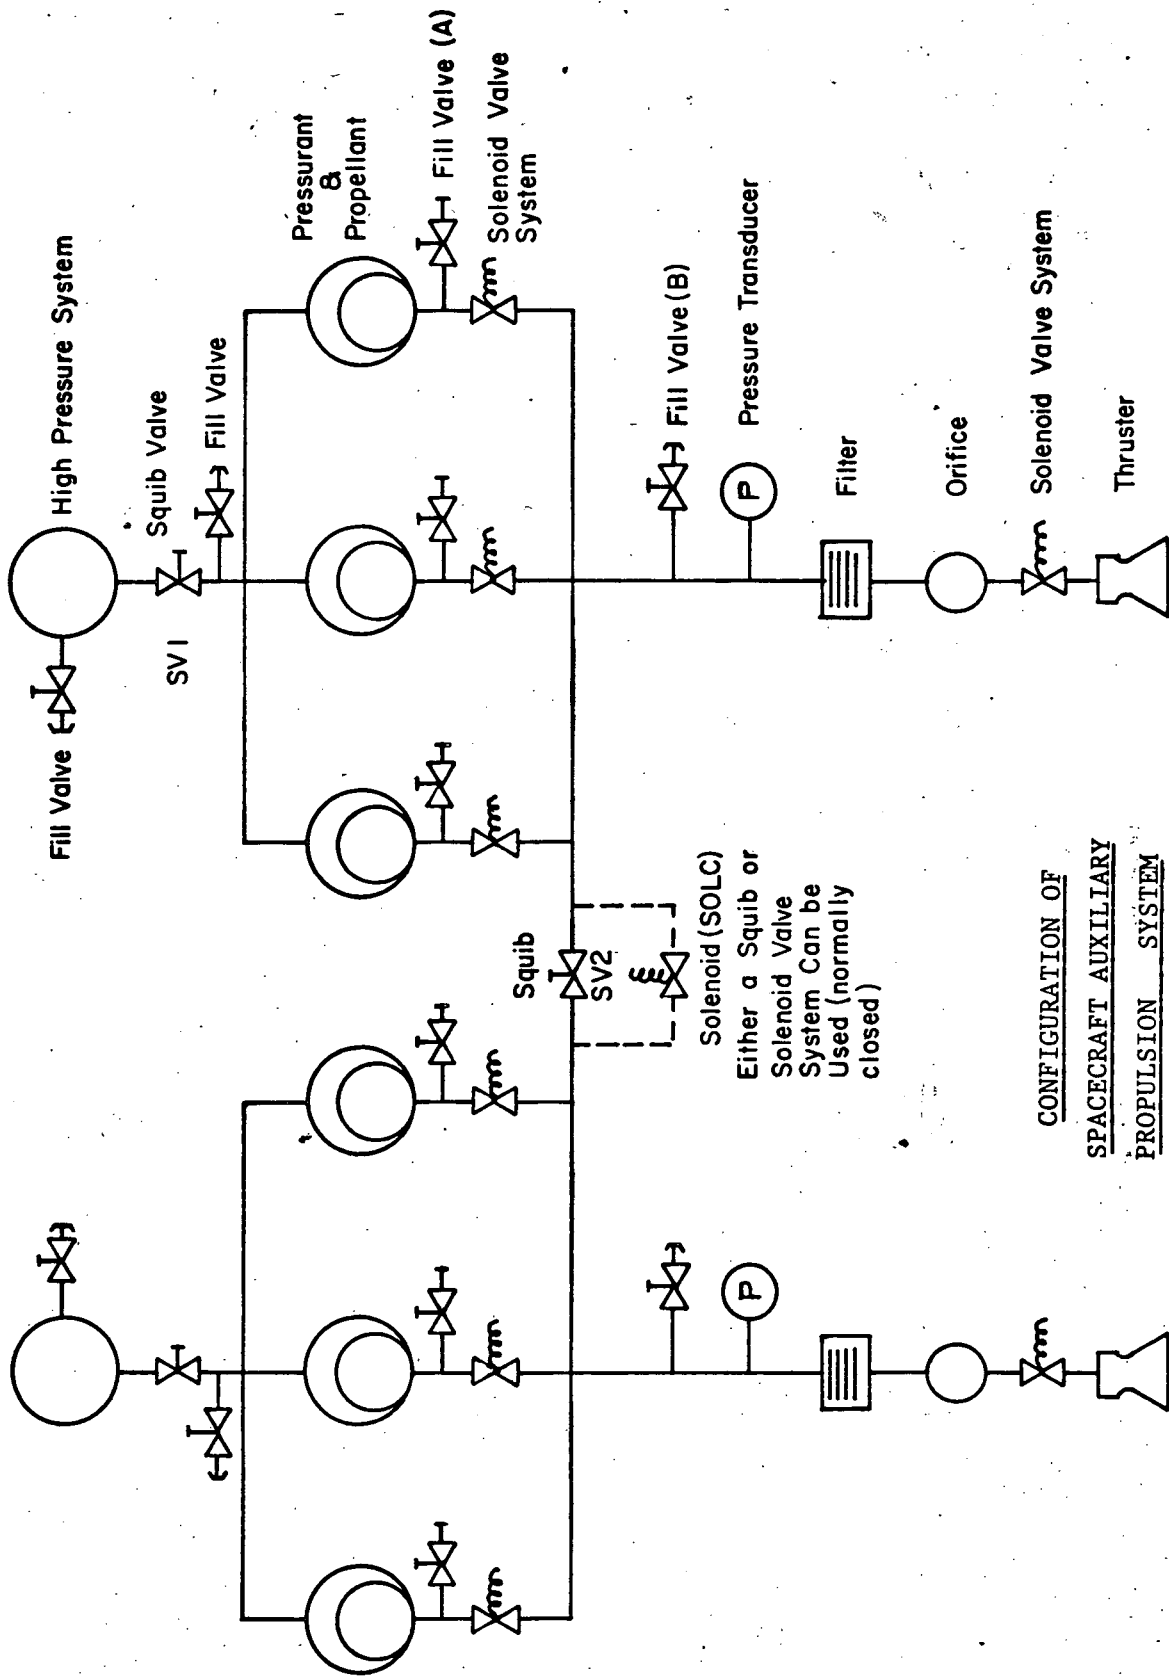 Fill Valve
High Pressure System
Squib Valve
SV1
Fill Valve
Pressurant
&
Propellant
Fill Valve (A)
Solenoid Valve
System
Squib
SV2
Solenoid (SOLC)
Either a Squib or
Solenoid Valve
System Can be
Used (normally
closed)
Fill Valve (B)
P
Pressure Transducer
P
Filter
Orifice
Solenoid Valve System
Thruster
CONFIGURATION OF
SPACECRAFT AUXILIARY
PROPULSION SYSTEM